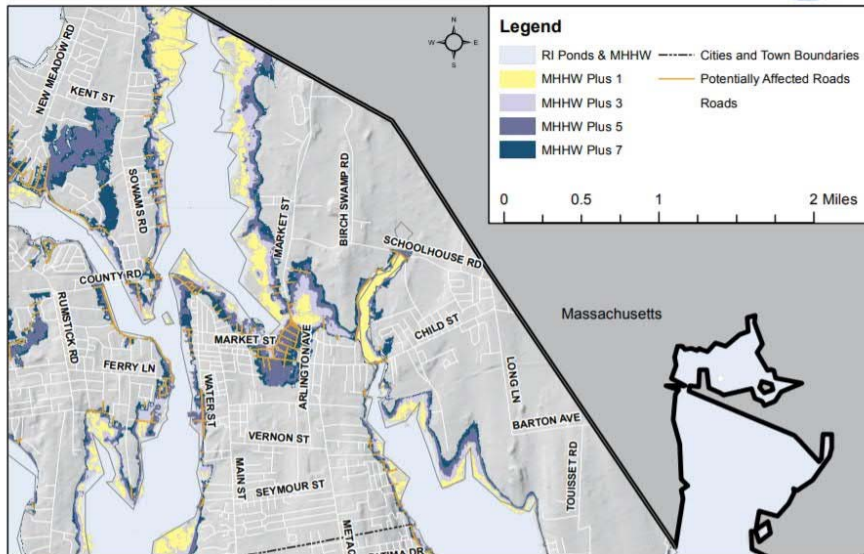 N
W E
S
Legend
RI Ponds & MHHW
MHHW Plus 1
MHHW Plus 3
MHHW Plus 5
MHHW Plus 7
Cities and Town Boundaries
Potentially Affected Roads
Roads
0 0.5 1 2 Miles
NEW MEADOW RD
KENT ST
SOWAMS RD
MARKET ST
BIRCH SWAMP RD
SCHOOLHOUSE RD
COUNTY RD
RUMSTICK RD
CHILD ST
Massachusetts
MARKET ST
ARLINGTON AVE
FERRY LN
WATER ST
LONG LN
BARTON AVE
VERNON ST
MAIN ST
TOUISSET RD
SEYMOUR ST